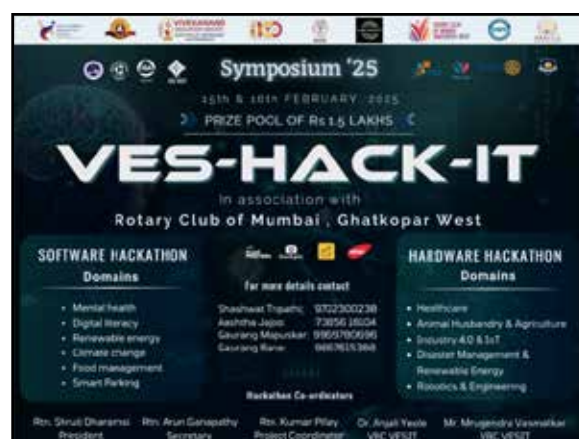 Symposium '25
15th & 16th FEBRUARY, 2025
PRIZE POOL OF Rs 1.5 LAKHS
VES-HACK-IT
In association with
Rotary Club of Mumbai , Ghatkopar West
SOFTWARE HACKATHON
Domains
• Mental health
• Digital literacy
• Renewable energy
• Climate change
• Food management
• Smart Parking
For more details contact
Shashwat Tripathi:
Aashtha Jajoo:
Gaurang Mapuskar:
Gaurang Rane:
HARDWARE HACKATHON
Domains
• Healthcare
• Animal Husbandry & Agriculture
• Industry 4.0 & IoT
• Disaster Management &
Renewable Energy
• Robotics & Engineering
Hackathon Co-ordinators
Rtn. Shruti Dharamsi
President
Rtn. Arun Ganapathy
Secretary
Rtn. Kumar Pillay
Project Coordinator
Dr. Anjali Yeole
VBC VESIT
Mr. Mrugendra Vasmatkar
VBC VESIT